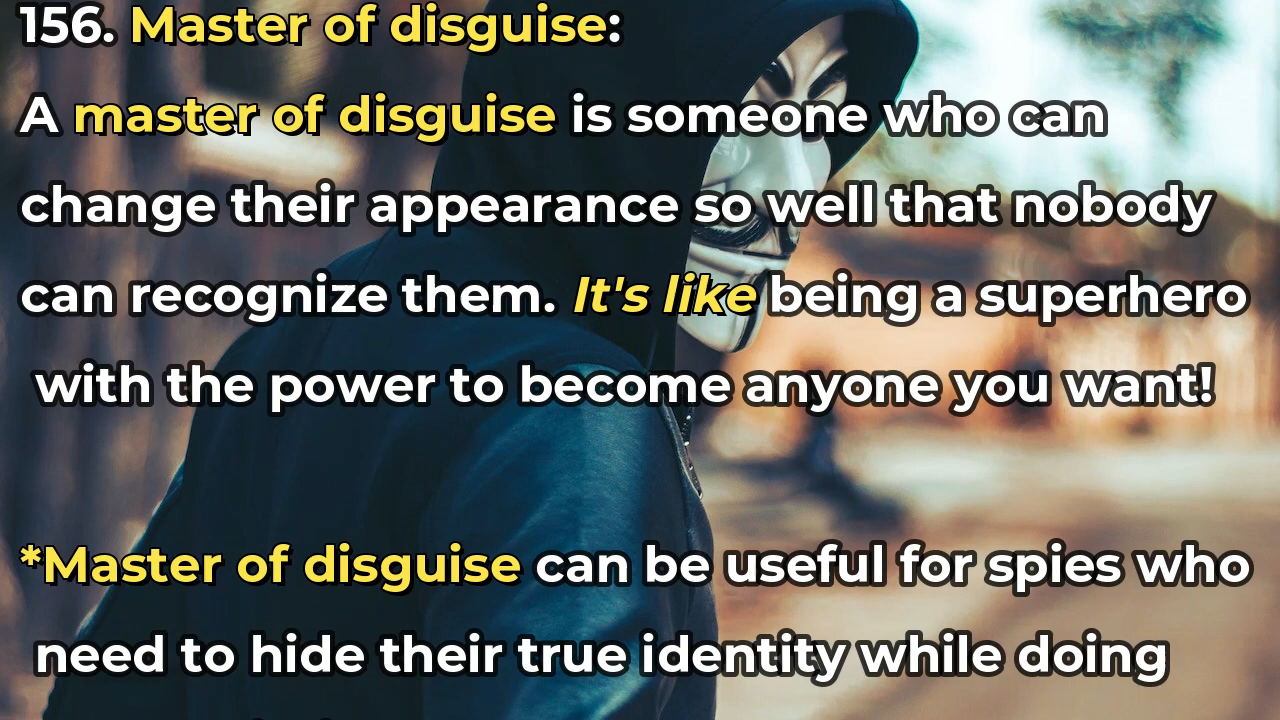 156. Master of disguise:
A master of disguise is someone who can
change their appearance so well that nobody
can recognize them. It's like being a superhero
with the power to become anyone you want!
*Master of disguise can be useful for spies who
need to hide their true identity while doing